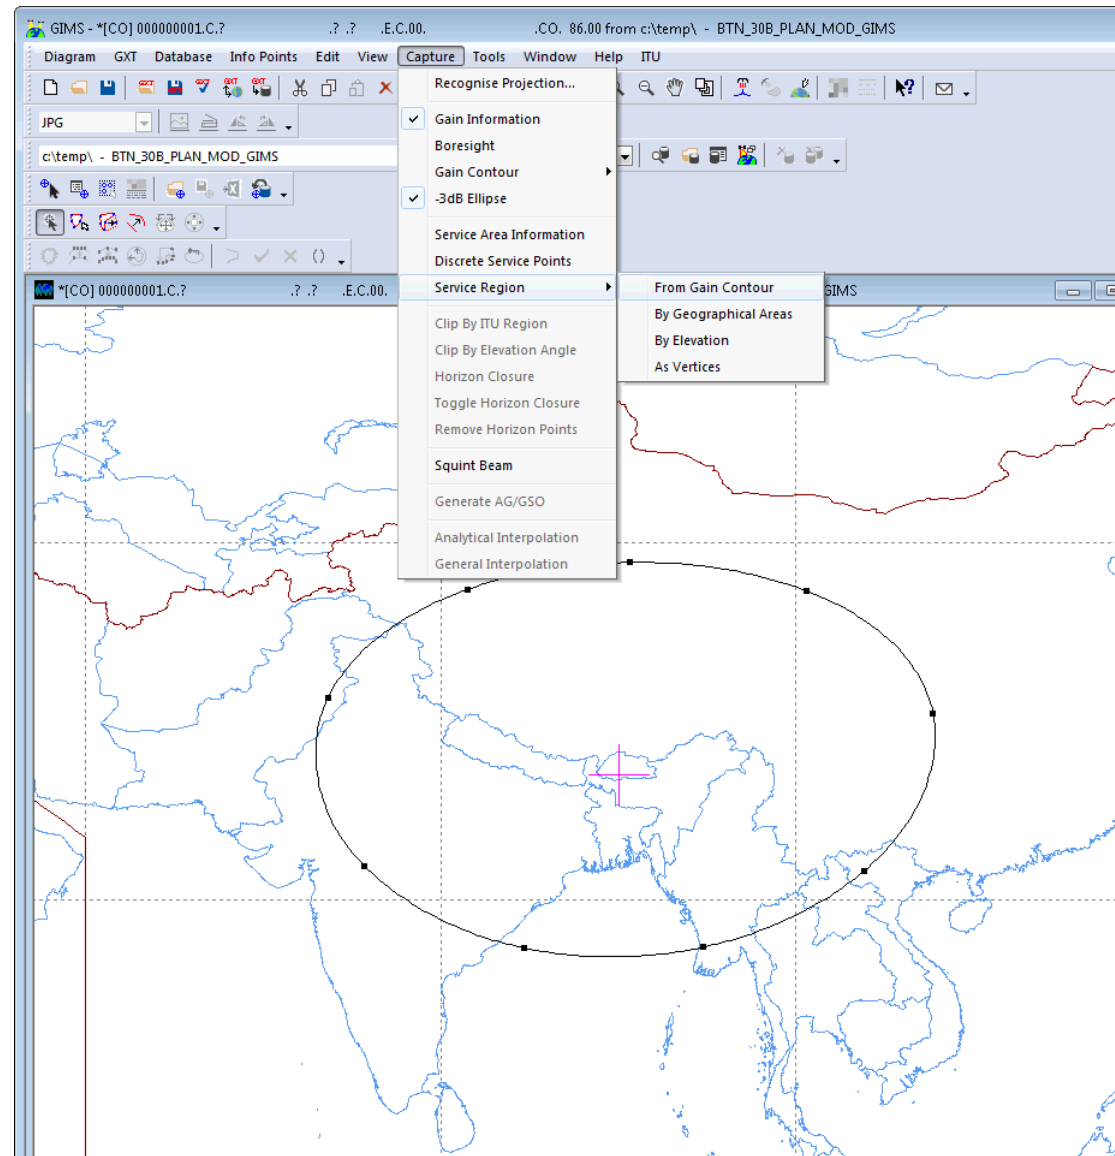 GIMS - *[CO] 000000001.C.? .? .? .E.C.00. .CO. 86.00 from c:\temp\ - BTN_30B_PLAN_MOD_GIMS
Diagram GXT Database Info Points Edit View Capture Tools Window Help ITU
JPG
c:\temp\ - BTN_30B_PLAN_MOD_GIMS
Recognise Projection...
Gain Information
Boresight
Gain Contour
-3dB Ellipse
Service Area Information
Discrete Service Points
Service Region
From Gain Contour
By Geographical Areas
By Elevation
As Vertices
Clip By ITU Region
Clip By Elevation Angle
Horizon Closure
Toggle Horizon Closure
Remove Horizon Points
Squint Beam
Generate AG/GSO
Analytical Interpolation
General Interpolation
*[CO] 000000001.C.? .? .? .E.C.00. GIMS